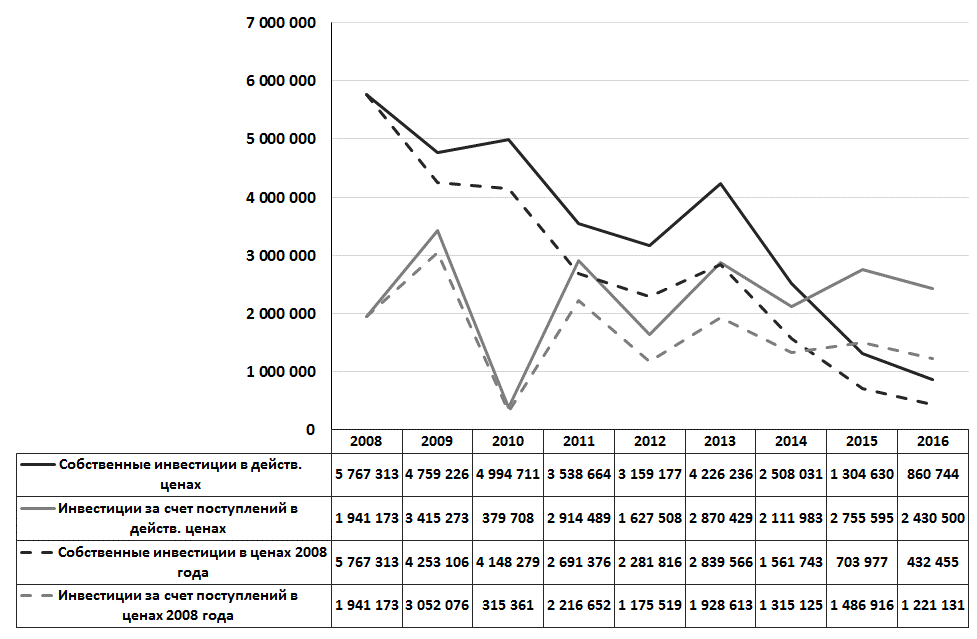 7 000 000
6 000 000
5 000 000
4 000 000
3 000 000
2 000 000
1 000 000
0
2008 2009 2010 2011 2012 2013 2014 2015 2016
Собственные инвестиции в действ.
ценах
5 767 313 4 759 226 4 994 711 3 538 664 3 159 177 4 226 236 2 508 031 1 304 630 860 744
Инвестиции за счет поступлений в
действ. ценах
1 941 173 3 415 273 379 708 2 914 489 1 627 508 2 870 429 2 111 983 2 755 595 2 430 500
Собственные инвестиции в ценах 2008
года
5 767 313 4 253 106 4 148 279 2 691 376 2 281 816 2 839 566 1 561 743 703 977 432 455
Инвестиции за счет поступлений в
ценах 2008 года
1 941 173 3 052 076 315 361 2 216 652 1 175 519 1 928 613 1 315 125 1 486 916 1 221 131